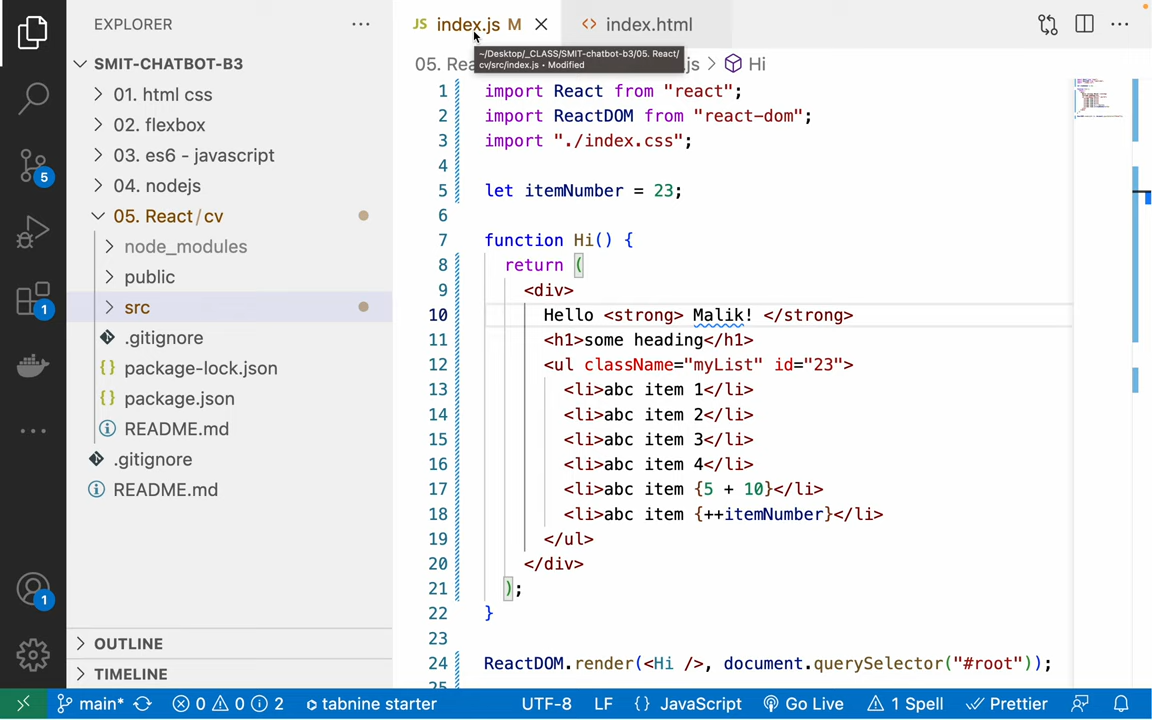 EXPLORER
SMIT-CHATBOT-B3
01. html css
02. flexbox
03. es6 - javascript
04. nodejs
05. React/cv
node_modules
public
src
.gitignore
package-lock.json
package.json
README.md
.gitignore
README.md
OUTLINE
TIMELINE
5
1
1
JS index.js M
<> index.html
~/Desktop/_CLASS/SMIT-chatbot-b3/05. React/
cv/src/index.js • Modified
05. Rea js > Hi
1 import React from "react";
2 import ReactDOM from "react-dom";
3 import "./index.css";
4
5 let itemNumber = 23;
6
7 function Hi() {
8 return (
9 <div>
10 Hello <strong> Malik! </strong>
11 <h1>some heading</h1>
12 <ul className="myList" id="23">
13 <li>abc item 1</li>
14 <li>abc item 2</li>
15 <li>abc item 3</li>
16 <li>abc item 4</li>
17 <li>abc item {5 + 10}</li>
18 <li>abc item {++itemNumber}</li>
19 </ul>
20 </div>
21 );
22 }
23
24 ReactDOM.render(<Hi />, document.querySelector("#root"));
25
main* 0 0 2 tabnine starter UTF-8 LF {} JavaScript Go Live 1 Spell Prettier